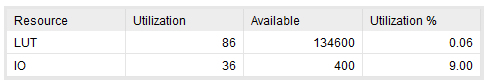 Resource Utilization Available Utilization %
LUT 86 134600 0.06
IO 36 400 9.00